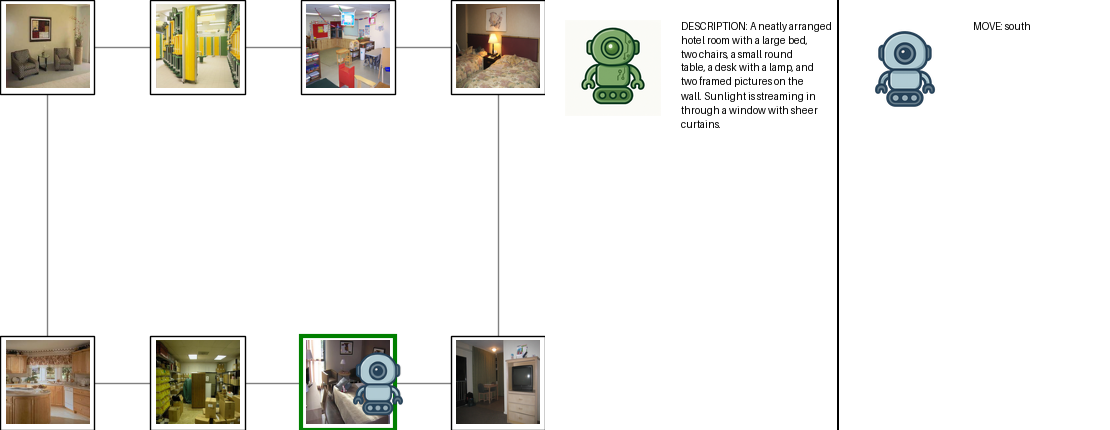 DESCRIPTION: A neatly arranged
hotel room with a large bed,
two chairs, a small round
table, a desk with a lamp, and
two framed pictures on the
wall. Sunlight is streaming in
through a window with sheer
curtains.
MOVE: south